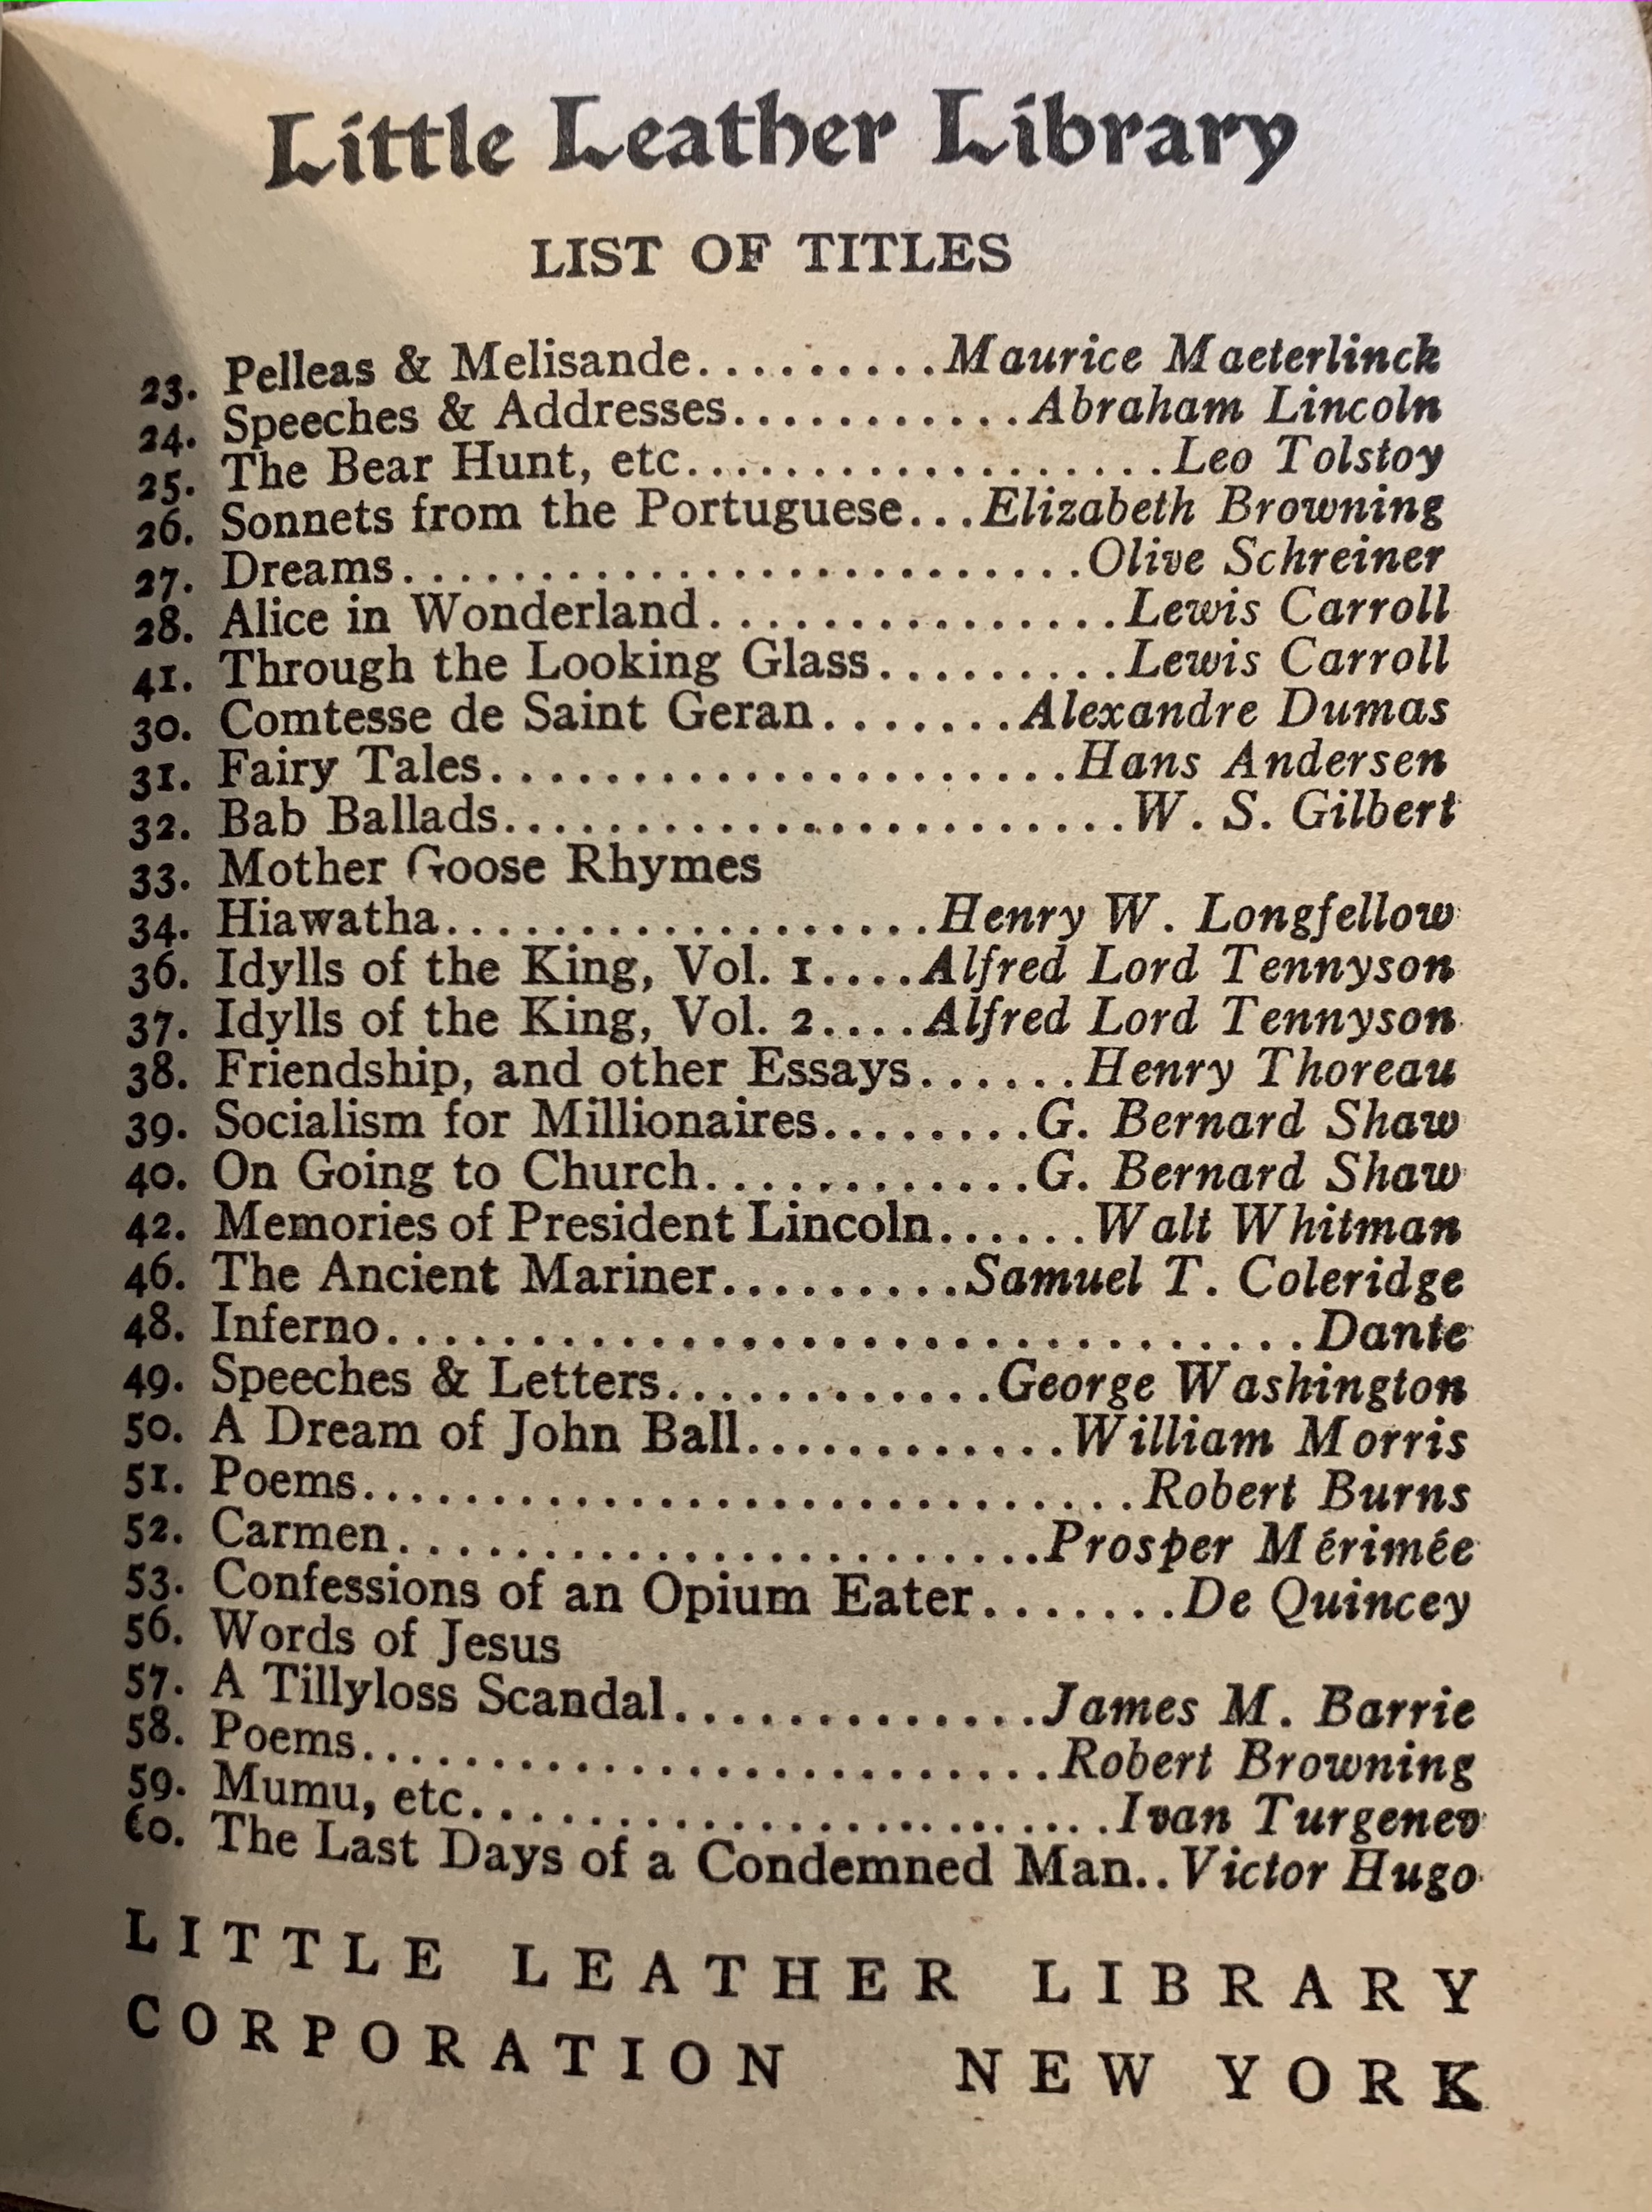 Little Leather Library
LIST OF TITLES
23. Pelleas & Melisande.........Maurice Maeterlinck
24. Speeches & Addresses...........Abraham Lincoln
25. The Bear Hunt, etc..................Leo Tolstoy
26. Sonnets from the Portuguese...Elizabeth Browning
27. Dreams..........................Olive Schreiner
28. Alice in Wonderland................Lewis Carroll
41. Through the Looking Glass..........Lewis Carroll
30. Comtesse de Saint Geran.......Alexandre Dumas
31. Fairy Tales......................Hans Andersen
32. Bab Ballads........................W. S. Gilbert
33. Mother Goose Rhymes
34. Hiawatha...................Henry W. Longfellow
36. Idylls of the King, Vol. 1....Alfred Lord Tennyson
37. Idylls of the King, Vol. 2....Alfred Lord Tennyson
38. Friendship, and other Essays......Henry Thoreau
39. Socialism for Millionaires........G. Bernard Shaw
40. On Going to Church.............G. Bernard Shaw
42. Memories of President Lincoln......Walt Whitman
46. The Ancient Mariner.........Samuel T. Coleridge
48. Inferno...................................Dante
49. Speeches & Letters............George Washington
50. A Dream of John Ball............William Morris
51. Poems.............................Robert Burns
52. Carmen........................Prosper Mérimée
53. Confessions of an Opium Eater.......De Quincey
56. Words of Jesus
57. A Tillyloss Scandal.............James M. Barrie
58. Poems..........................Robert Browning
59. Mumu, etc.........................Ivan Turgenev
60. The Last Days of a Condemned Man..Victor Hugo
LITTLE LEATHER LIBRARY
CORPORATION NEW YORK